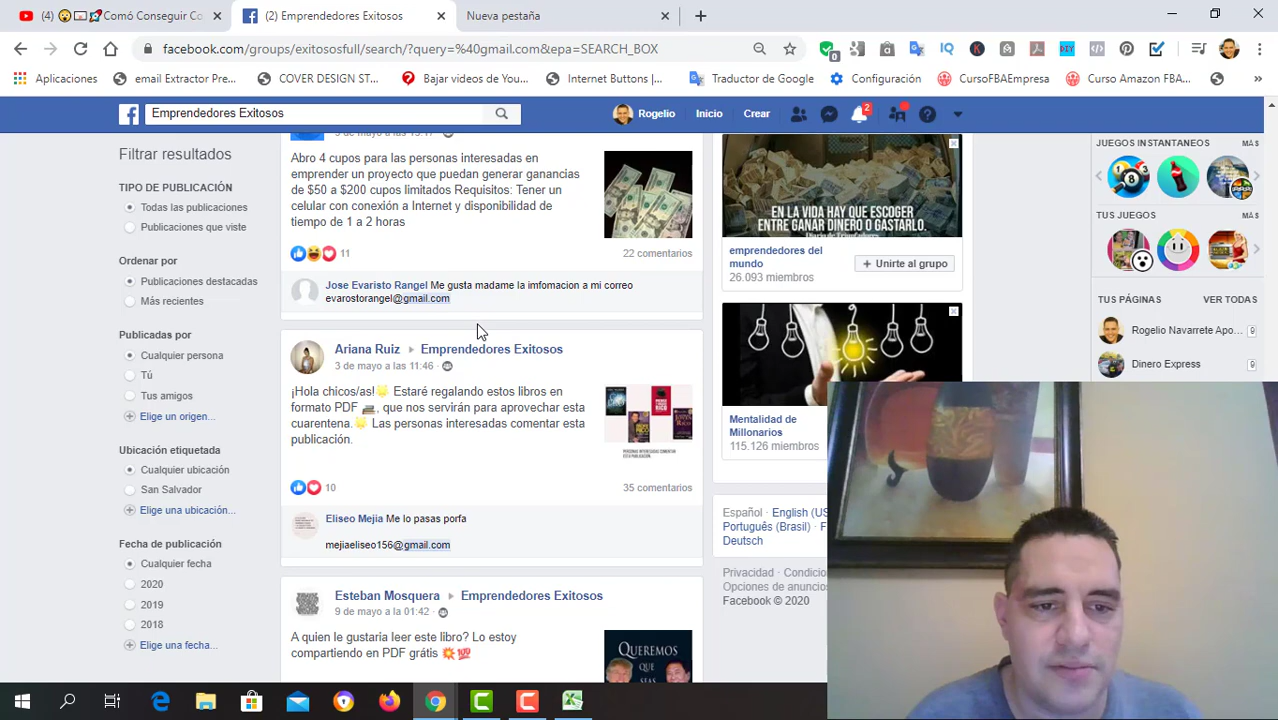 (4) 😮🔲🚀Comó Conseguir Co
(2) Emprendedores Exitosos
Nueva pestaña
facebook.com/groups/exitososfull/search/?query=%40gmail.com&epa=SEARCH_BOX
Aplicaciones
email Extractor Pre...
COVER DESIGN ST...
Bajar vídeos de You...
Internet Buttons |...
Traductor de Google
Configuración
CursoFBAEmpresa
Curso Amazon FBA...
Emprendedores Exitosos
Rogelio
Inicio
Crear
2
Filtrar resultados
TIPO DE PUBLICACIÓN
Todas las publicaciones
Publicaciones que viste
Ordenar por
Publicaciones destacadas
Más recientes
Publicadas por
Cualquier persona
Tú
Tus amigos
Elige un origen...
Ubicación etiquetada
Cualquier ubicación
San Salvador
Elige una ubicación...
Fecha de publicación
Cualquier fecha
2020
2019
2018
Elige una fecha...
Abro 4 cupos para las personas interesadas en
emprender un proyecto que puedan generar ganancias
de $50 a $200 cupos limitados Requisitos: Tener un
celular con conexión a Internet y disponibilidad de
tiempo de 1 a 2 horas
11
22 comentarios
Jose Evaristo Rangel Me gusta madame la imfomacion a mi correo
evarostorangel@gmail.com
Ariana Ruiz ▸ Emprendedores Exitosos
3 de mayo a las 11:46 ·
¡Hola chicos/as!🌟 Estaré regalando estos libros en
formato PDF 📚, que nos servirán para aprovechar esta
cuarentena.🌟 Las personas interesadas comentar esta
publicación.
10
35 comentarios
Eliseo Mejia Me lo pasas porfa
mejiaeliseo156@gmail.com
Esteban Mosquera ▸ Emprendedores Exitosos
9 de mayo a las 01:42 ·
A quien le gustaria leer este libro? Lo estoy
compartiendo en PDF grátis 💥💯
QUEREMOS
QUE
EN LA VIDA HAY QUE ESCOGER
ENTRE GANAR DINERO O GASTARLO.
emprendedores del
mundo
26.093 miembros
Unirte al grupo
Mentalidad de
Millonarios
115.126 miembros
Español · English (US
Português (Brasil) · F
Deutsch
Privacidad · Condicio
Opciones de anuncios
Facebook © 2020
JUEGOS INSTANTÁNEOS
MÁS
TUS JUEGOS
MÁS
TUS PÁGINAS
VER TODAS
Rogelio Navarrete Apo...
9
Dinero Express
9